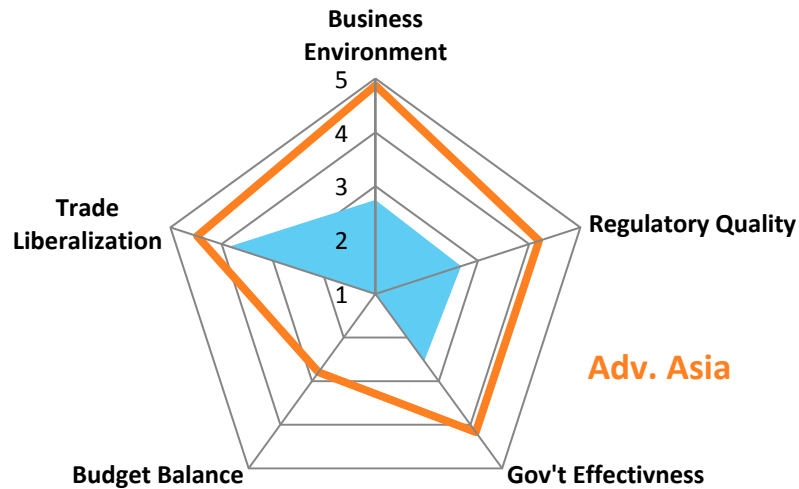 Business
Environment
5
4
3
2
1
Trade
Liberalization
Regulatory Quality
Adv. Asia
Budget Balance
Gov't Effectivness